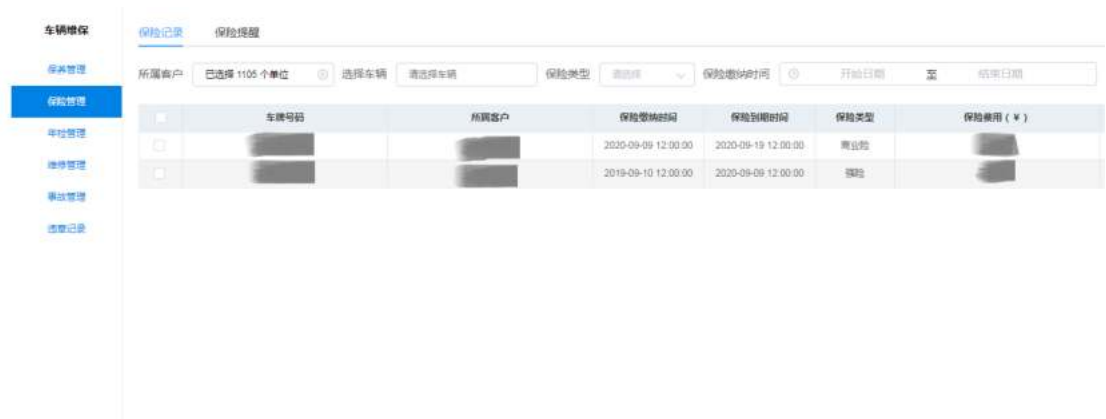 车辆维保
保险记录 保险提醒
保养管理
所属客户 已选择 1105 个单位 选择车辆 请选择车辆 保险类型 请选择 保险缴纳时间 开始日期 至 结束日期
保险管理
车牌号码 所属客户 保险缴纳时间 保险到期时间 保险类型 保险费用 ( ¥ )
年检管理
2020-09-09 12:00:00 2020-09-19 12:00:00 商业险
维修管理
2019-09-10 12:00:00 2020-09-09 12:00:00 强险
事故管理
违章记录